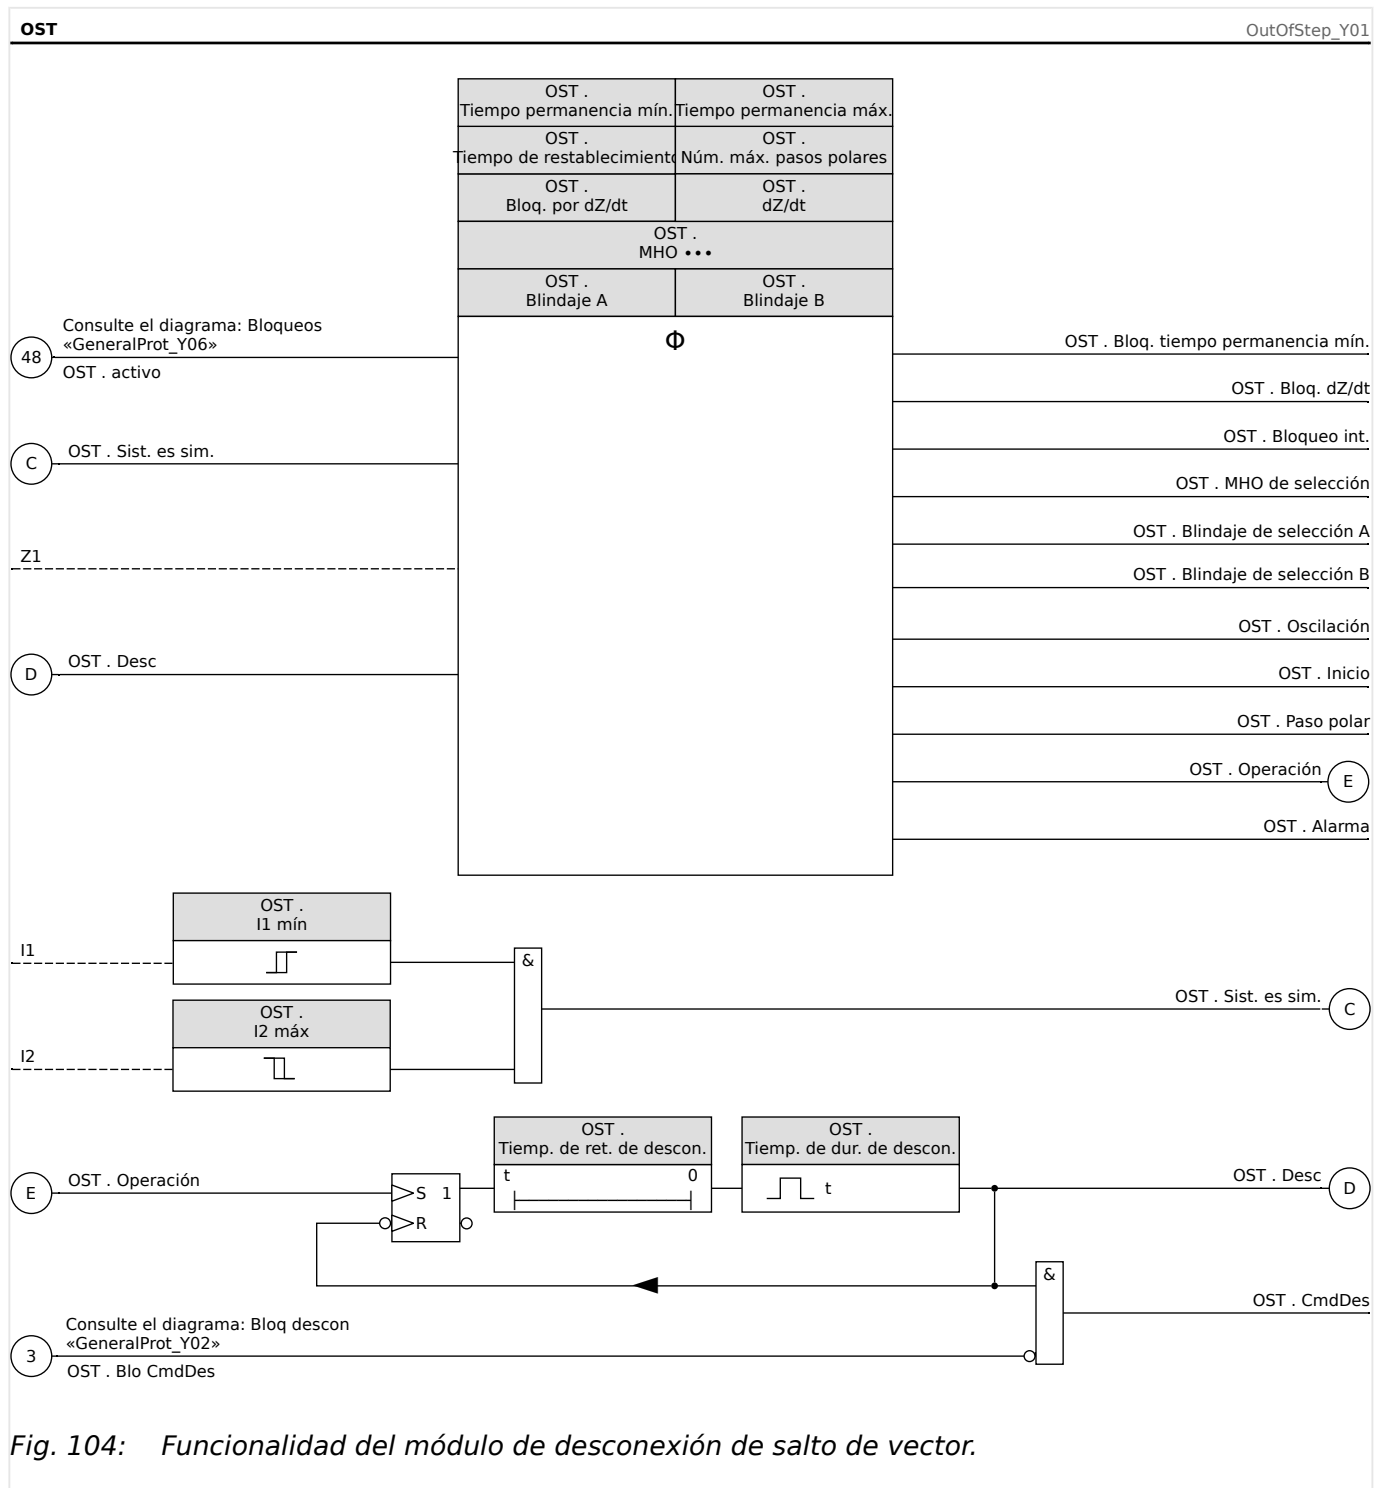 OST
OutOfStep_Y01
OST .
Tiempo permanencia mín.
OST .
Tiempo permanencia máx.
OST .
Tiempo de restablecimiento
OST .
Núm. máx. pasos polares
OST .
Bloq. por dZ/dt
OST .
dZ/dt
OST .
MHO •••
OST .
Blindaje A
OST .
Blindaje B
Φ
Consulte el diagrama: Bloqueos
«GeneralProt_Y06»
48
OST . activo
C
OST . Sist. es sim.
Z1
D
OST . Desc
OST . Bloq. tiempo permanencia mín.
OST . Bloq. dZ/dt
OST . Bloqueo int.
OST . MHO de selección
OST . Blindaje de selección A
OST . Blindaje de selección B
OST . Oscilación
OST . Inicio
OST . Paso polar
OST . Operación
E
OST . Alarma
OST .
I1 mín
I1
&
OST .
I2 máx
I2
OST . Sist. es sim.
C
E
OST . Operación
S 1
R
OST .
Tiemp. de ret. de descon.
t 0
OST .
Tiemp. de dur. de descon.
t
OST . Desc
D
&
OST . CmdDes
Consulte el diagrama: Bloq descon
«GeneralProt_Y02»
3
OST . Blo CmdDes
Fig. 104: Funcionalidad del módulo de desconexión de salto de vector.